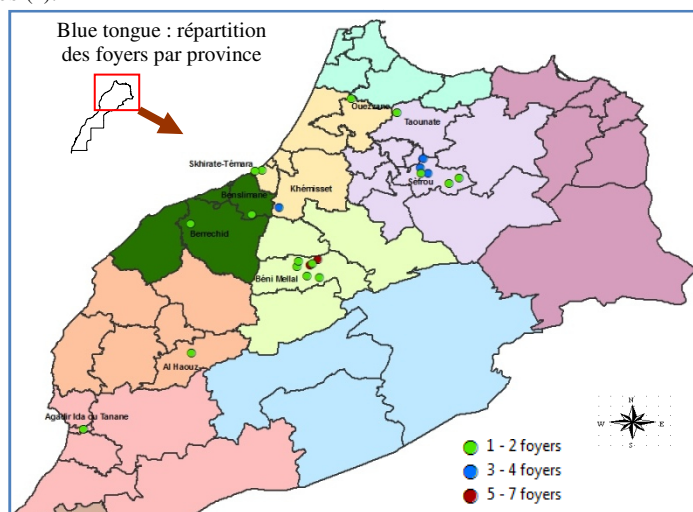 Blue tongue : répartition
des foyers par province
Ouezzane
Taounate
Skhirate-Témara
Séfrou
Khémisset
Benslimane
Berrechid
Béni Mellal
Al Haouz
Agadir Ida ou Tanane
N
W
E
S
1 - 2 foyers
3 - 4 foyers
5 - 7 foyers